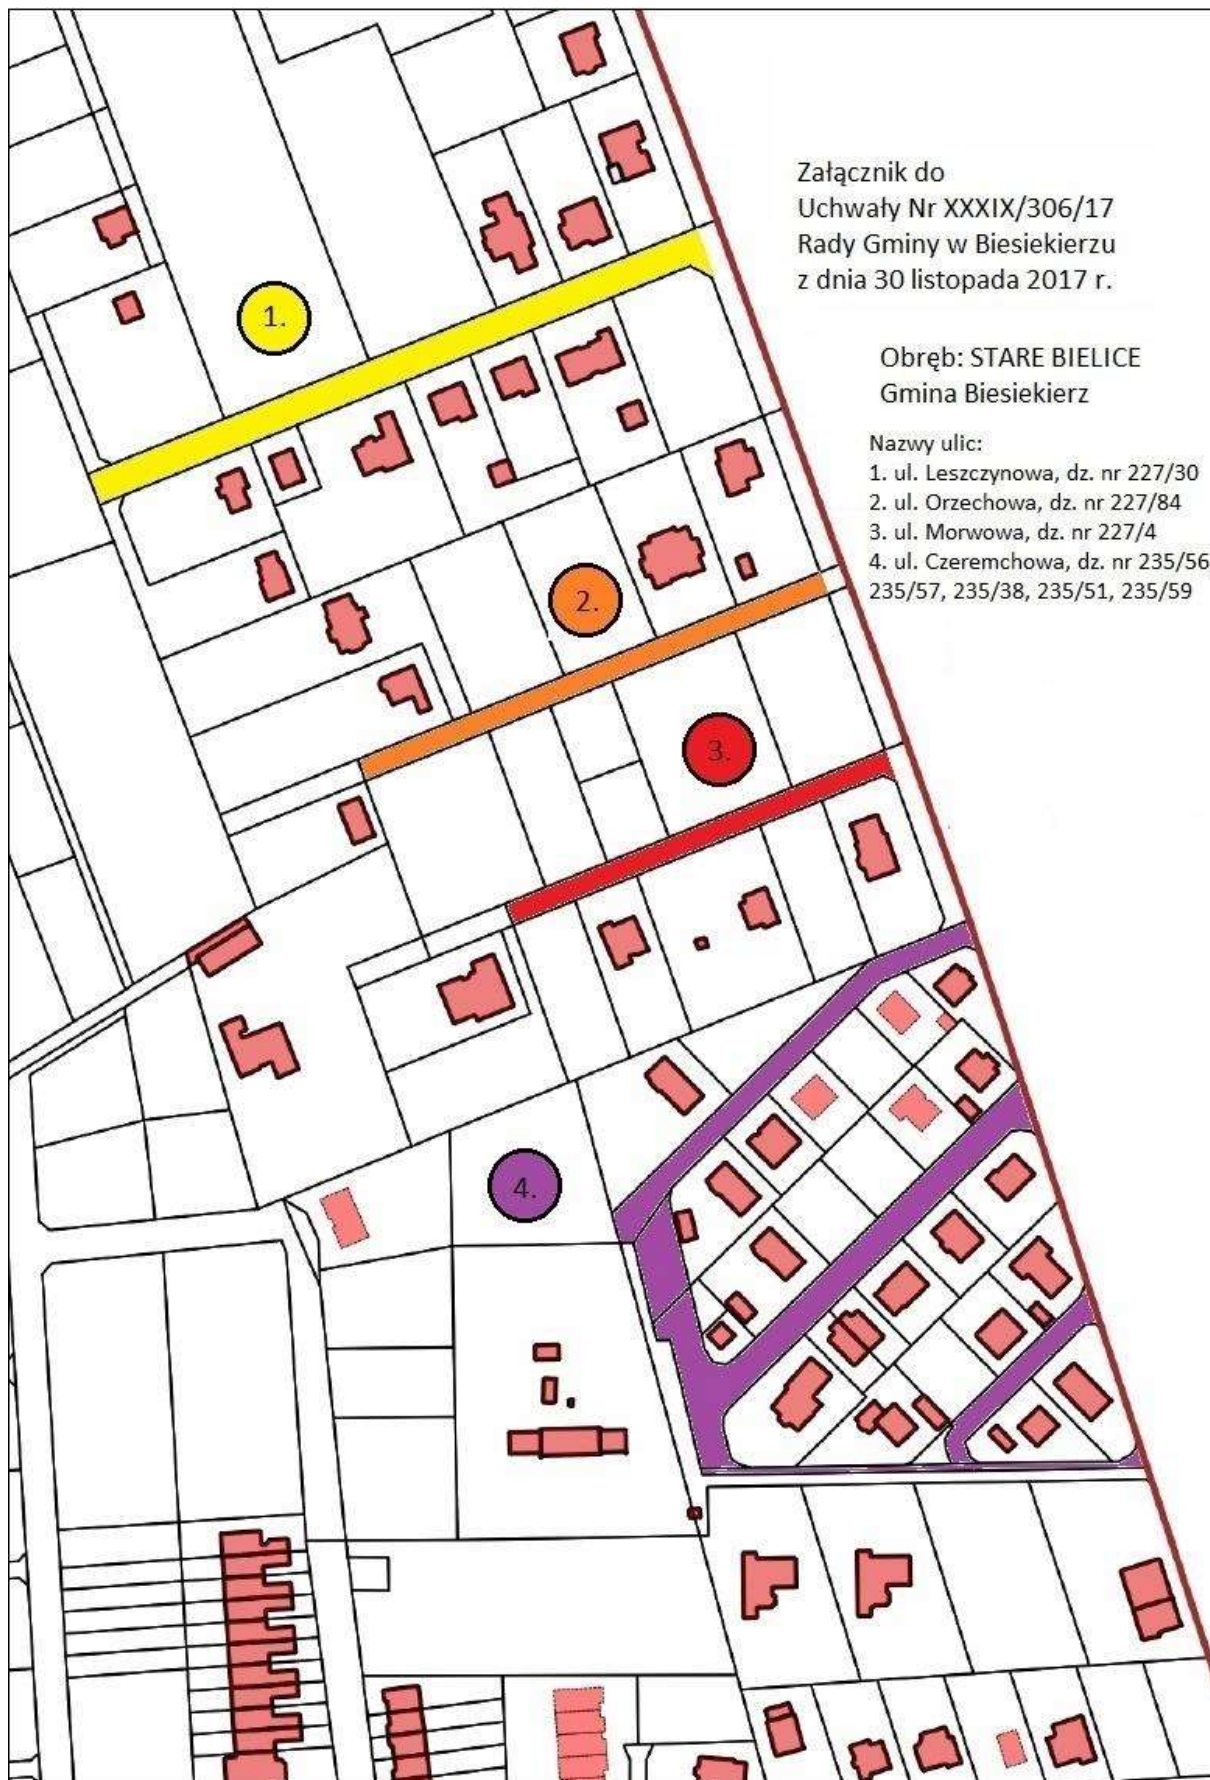 Załącznik do
Uchwały Nr XXXIX/306/17
Rady Gminy w Biesiekierzu
z dnia 30 listopada 2017 r.
Obręb: STARE BIELICE
Gmina Biesiekierz
Nazwy ulic:
1. ul. Leszczynowa, dz. nr 227/30
2. ul. Orzechowa, dz. nr 227/84
3. ul. Morwowa, dz. nr 227/4
4. ul. Czeremchowa, dz. nr 235/56
235/57, 235/38, 235/51, 235/59
1.
2.
3.
4.